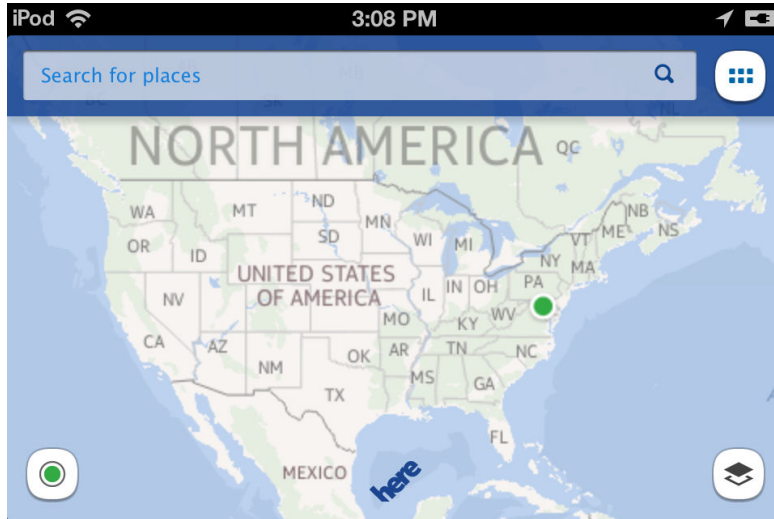 iPod 3:08 PM
Search for places
NORTH AMERICA
QC
WA MT ND MN NB
OR ID SD WI MI VT ME NS
UNITED STATES NY MA
OF AMERICA
NV IL IN OH PA
CA MO KY WV
AZ NM OK AR TN NC
TX MS GA
FL
MEXICO here